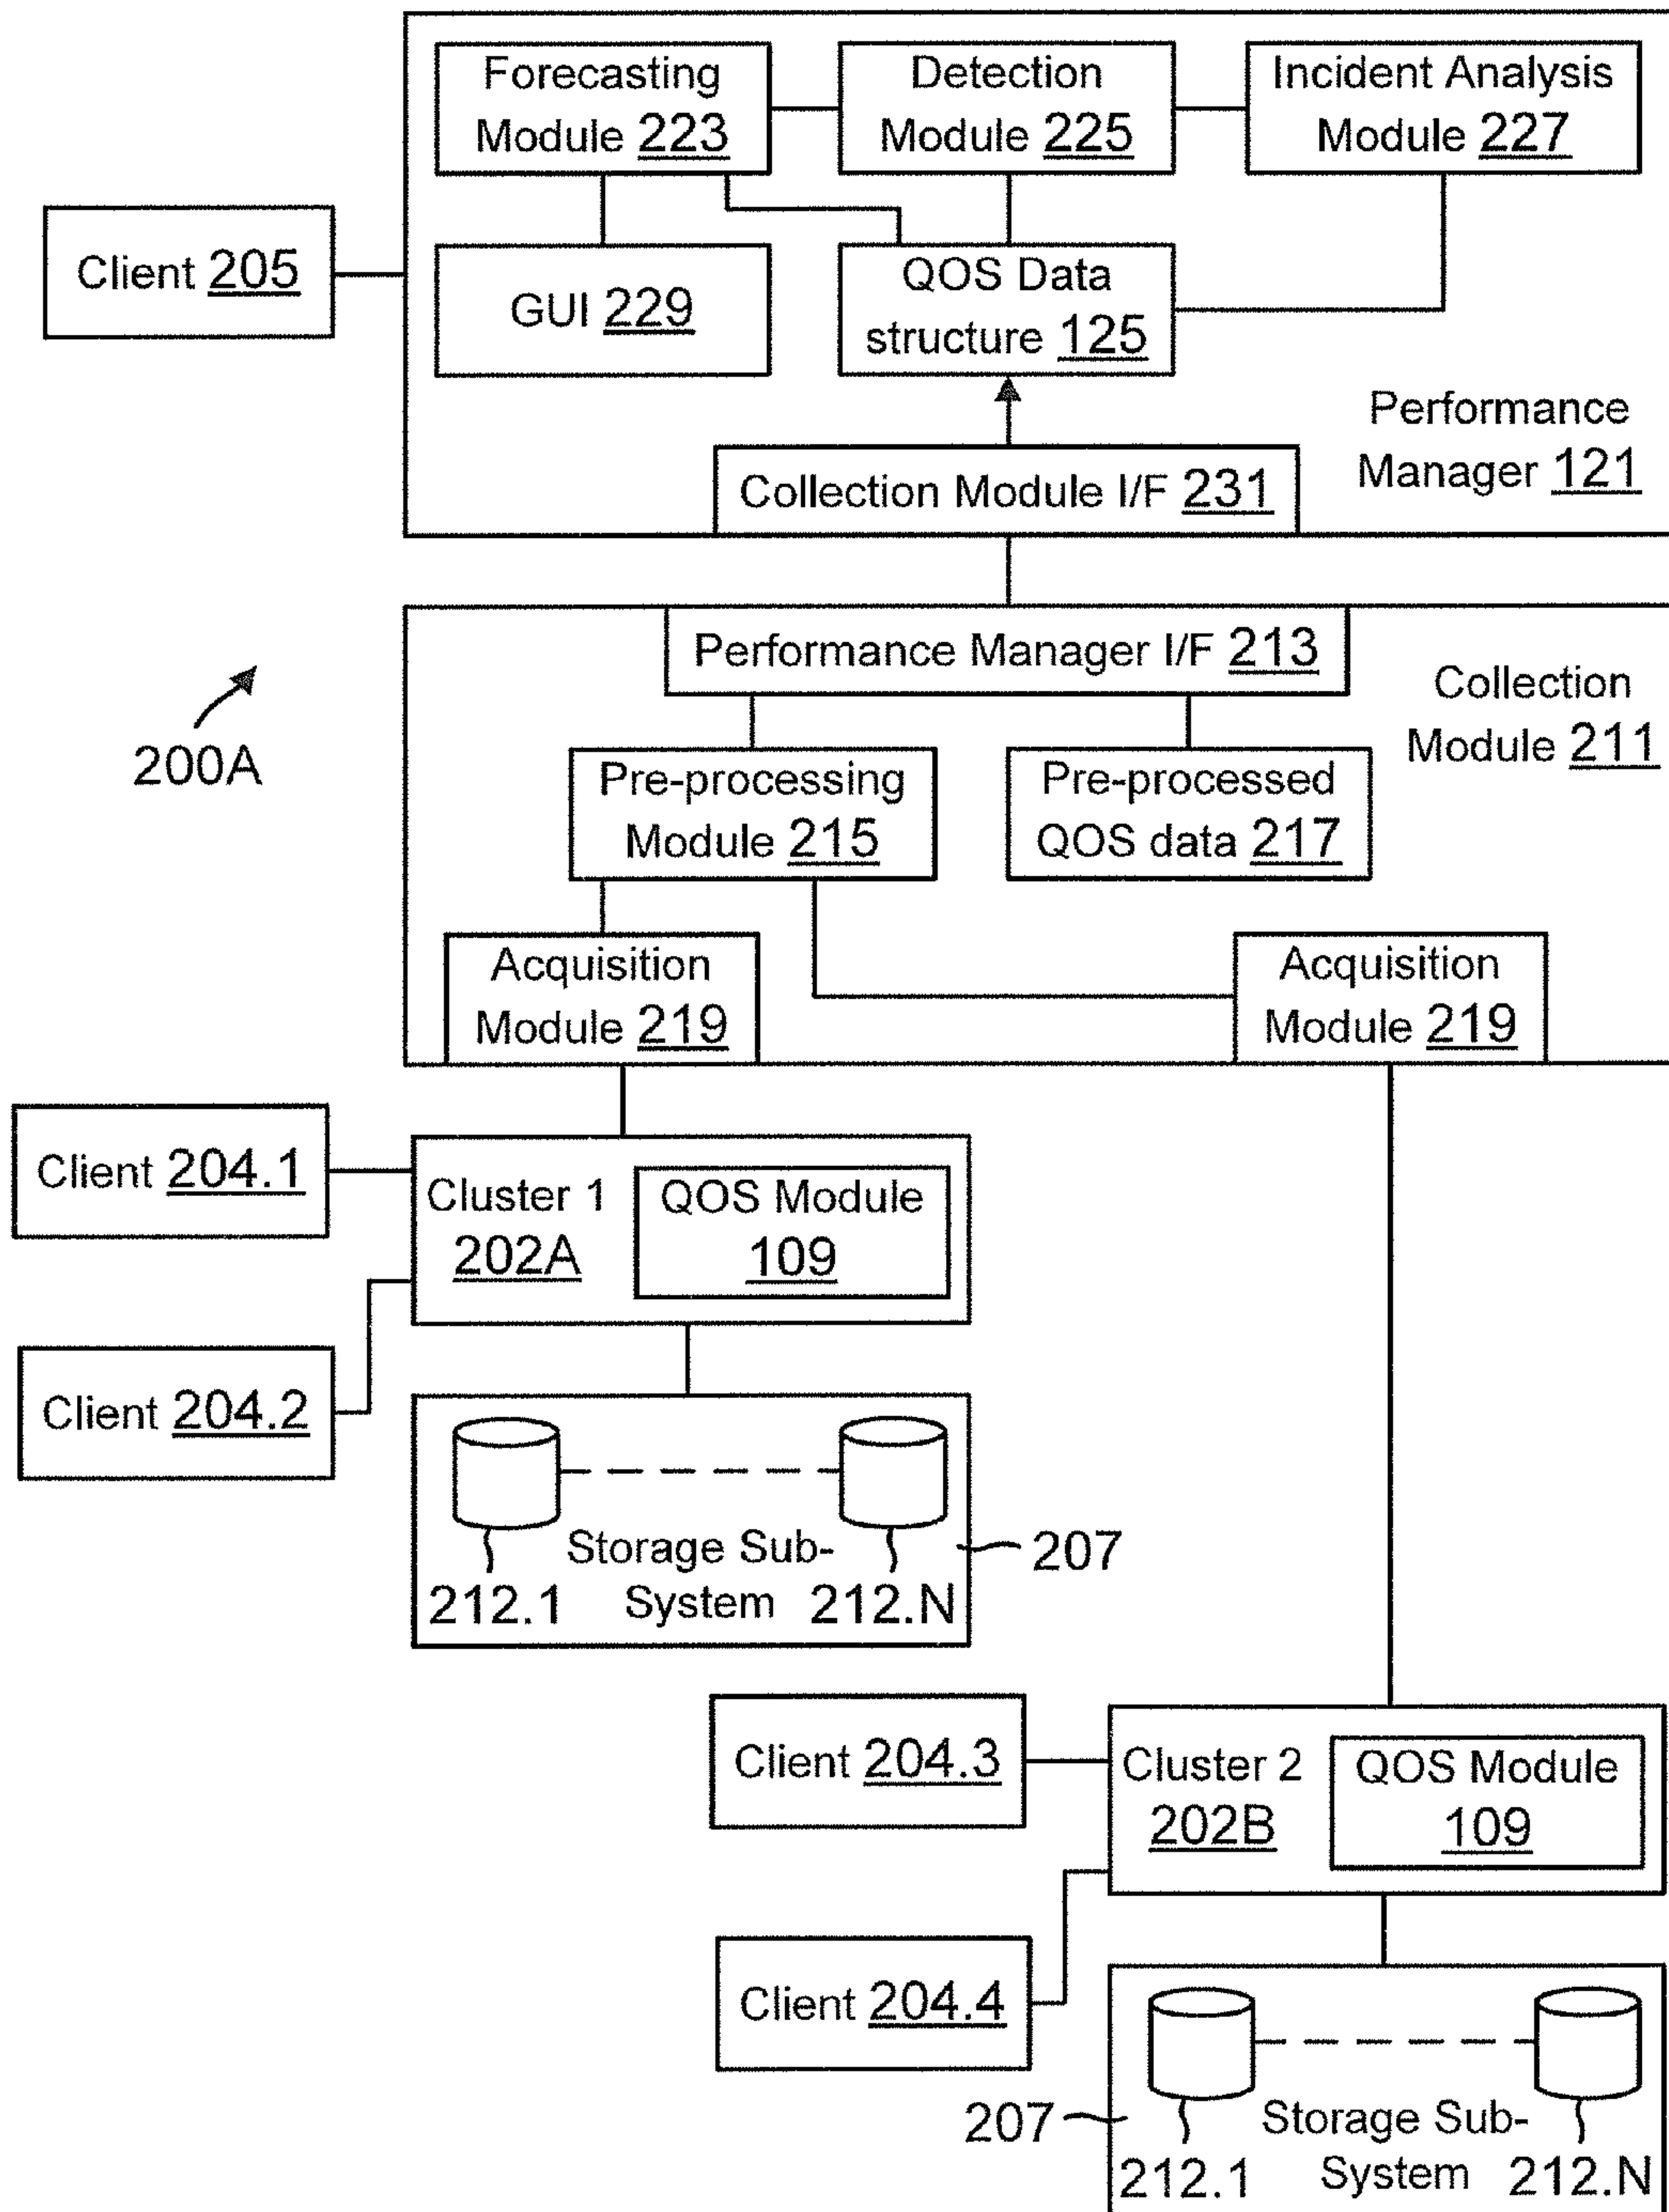 Forecasting
Module 223
Detection
Module 225
Incident Analysis
Module 227
Client 205
GUI 229
QOS Data
structure 125
Performance
Manager 121
Collection Module I/F 231
Performance Manager I/F 213
Collection
Module 211
200A
Pre-processing
Module 215
Pre-processed
QOS data 217
Acquisition
Module 219
Acquisition
Module 219
Client 204.1
Cluster 1
202A
QOS Module
109
Client 204.2
Storage Sub-
System
212.1
212.N
207
Client 204.3
Cluster 2
202B
QOS Module
109
Client 204.4
207
Storage Sub-
System
212.1
212.N